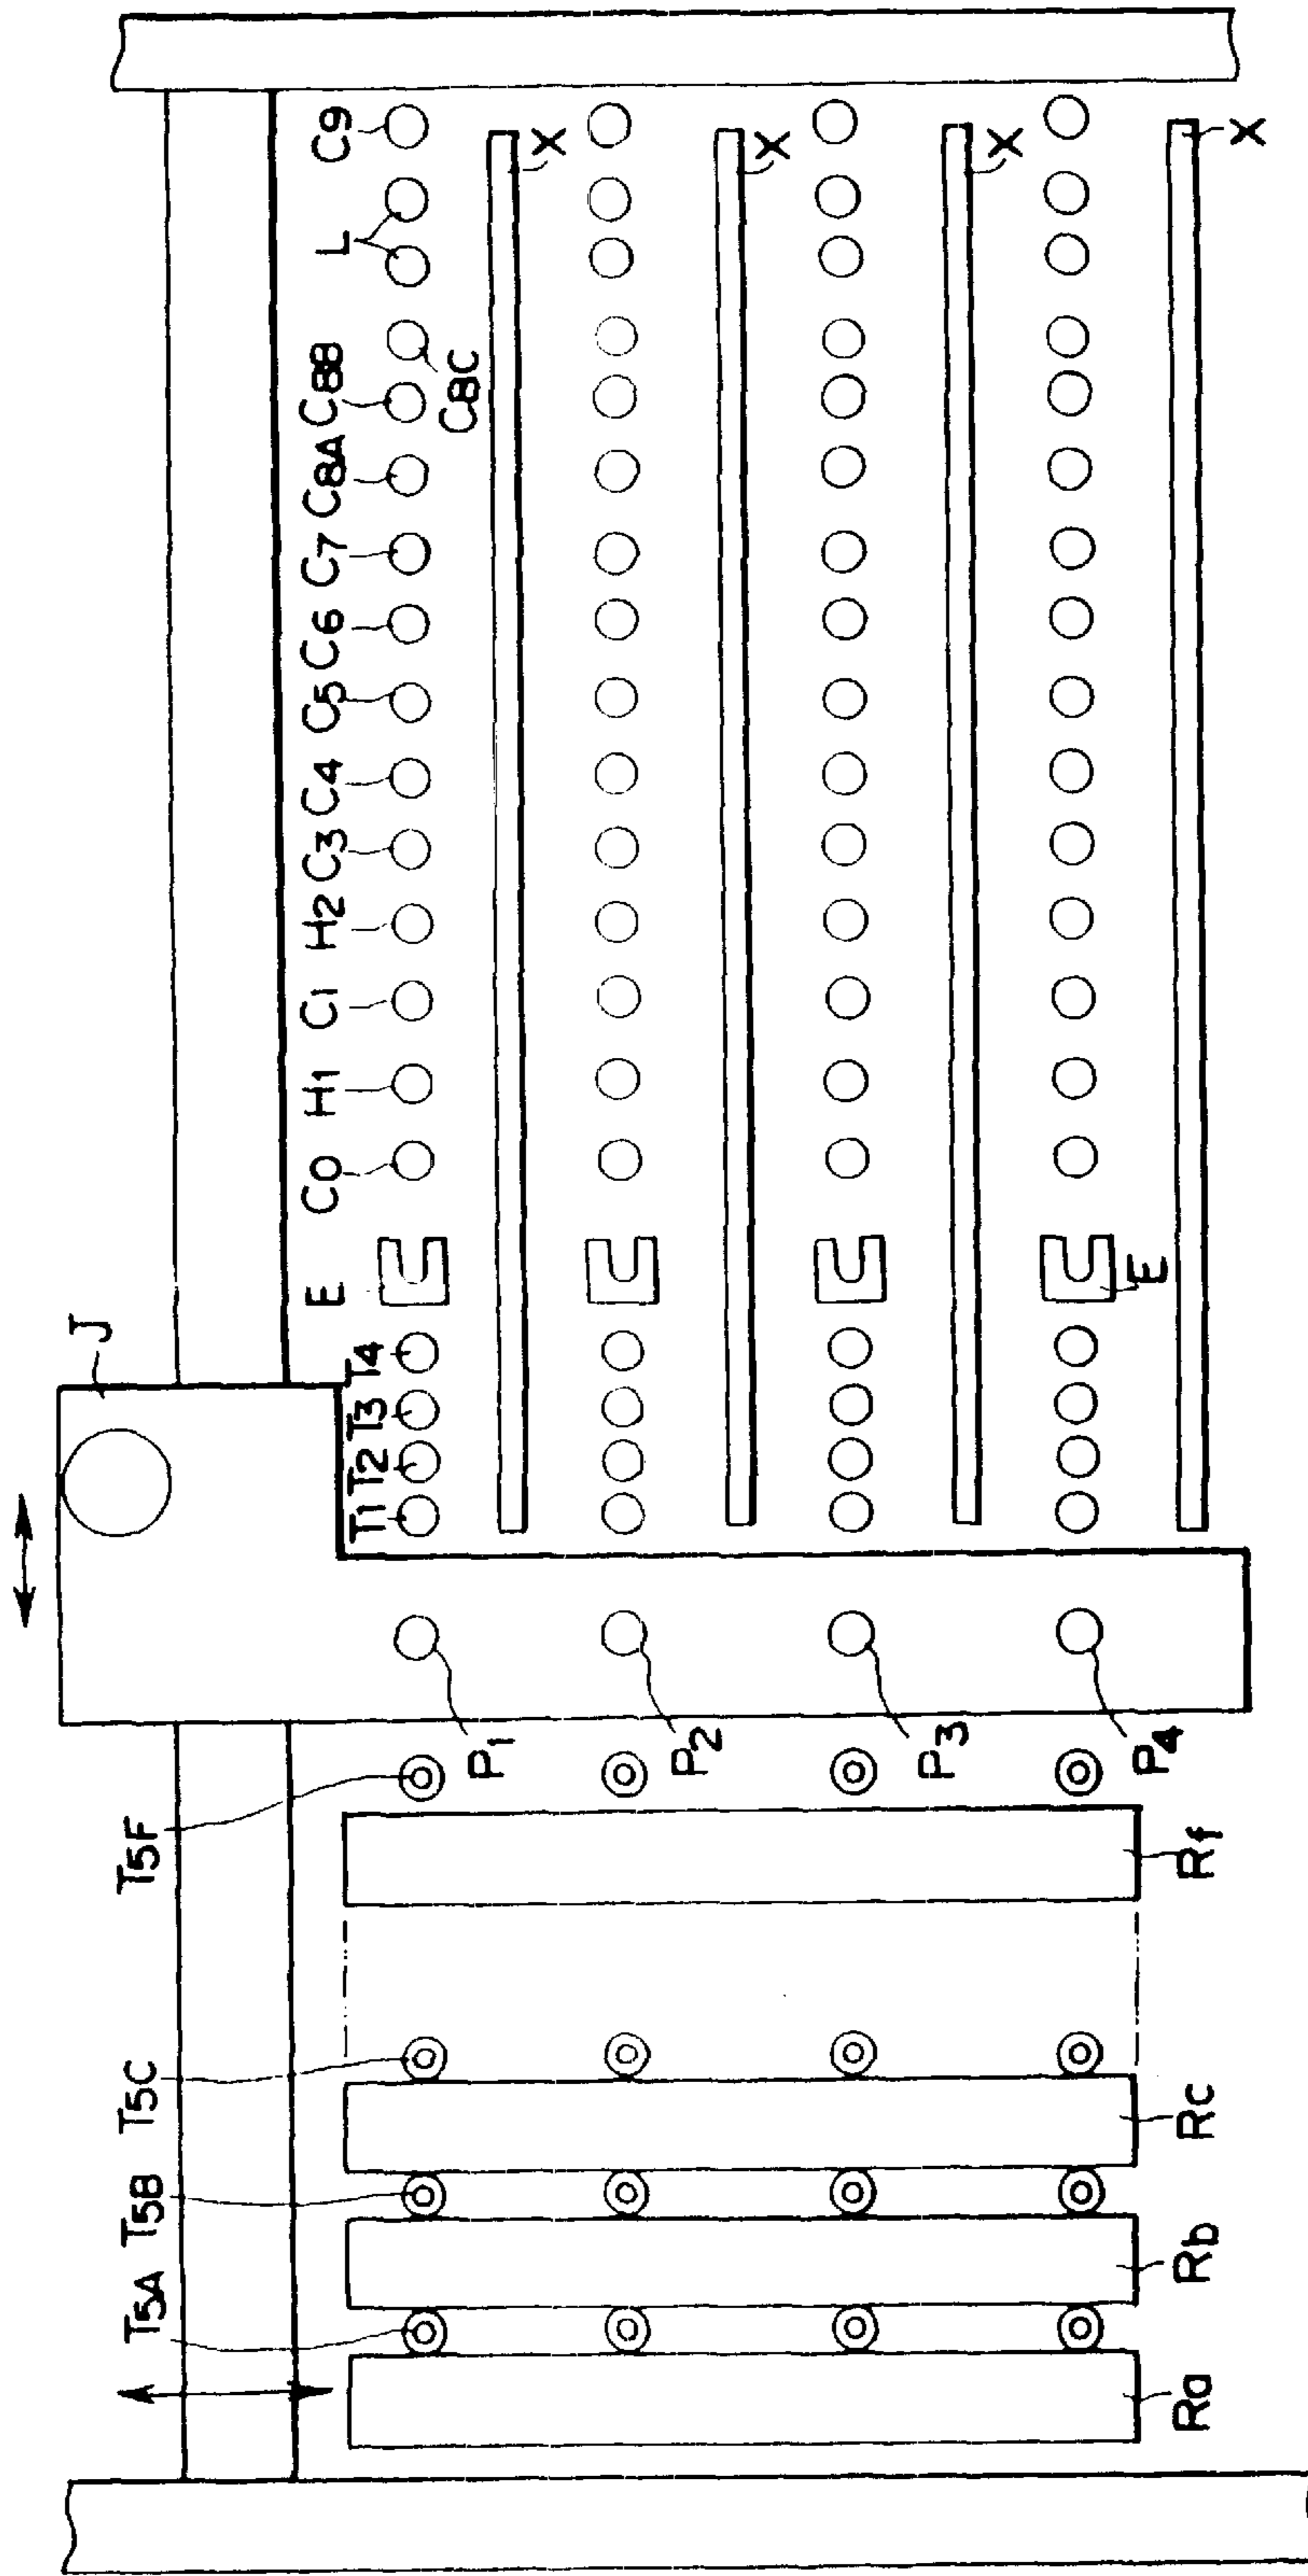 J
T5A
T5B
T5C
T5F
T1
T2
T3
T4
E
C0
H1
C1
H2
C3
C4
C5
C6
C7
C8A
C8B
C8C
L
C9
X
X
X
X
E
P1
P2
P3
P4
Ra
Rb
Rc
Rf